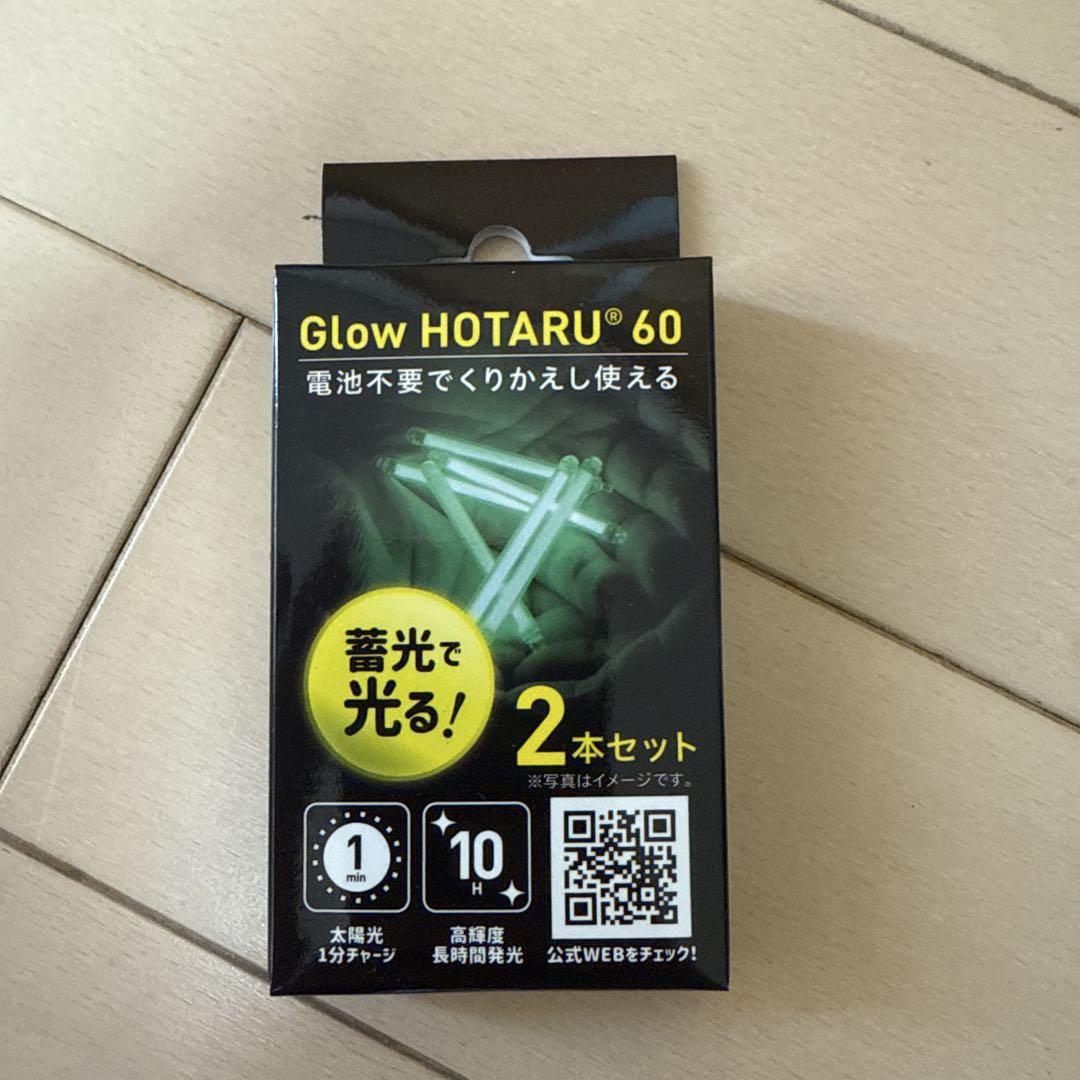 Glow HOTARU® 60
電池不要でくりかえし使える
蓄光で
光る!
2本セット
※写真はイメージです。
1
min
太陽光
1分チャージ
10
H
高輝度
長時間発光
公式WEBをチェック!